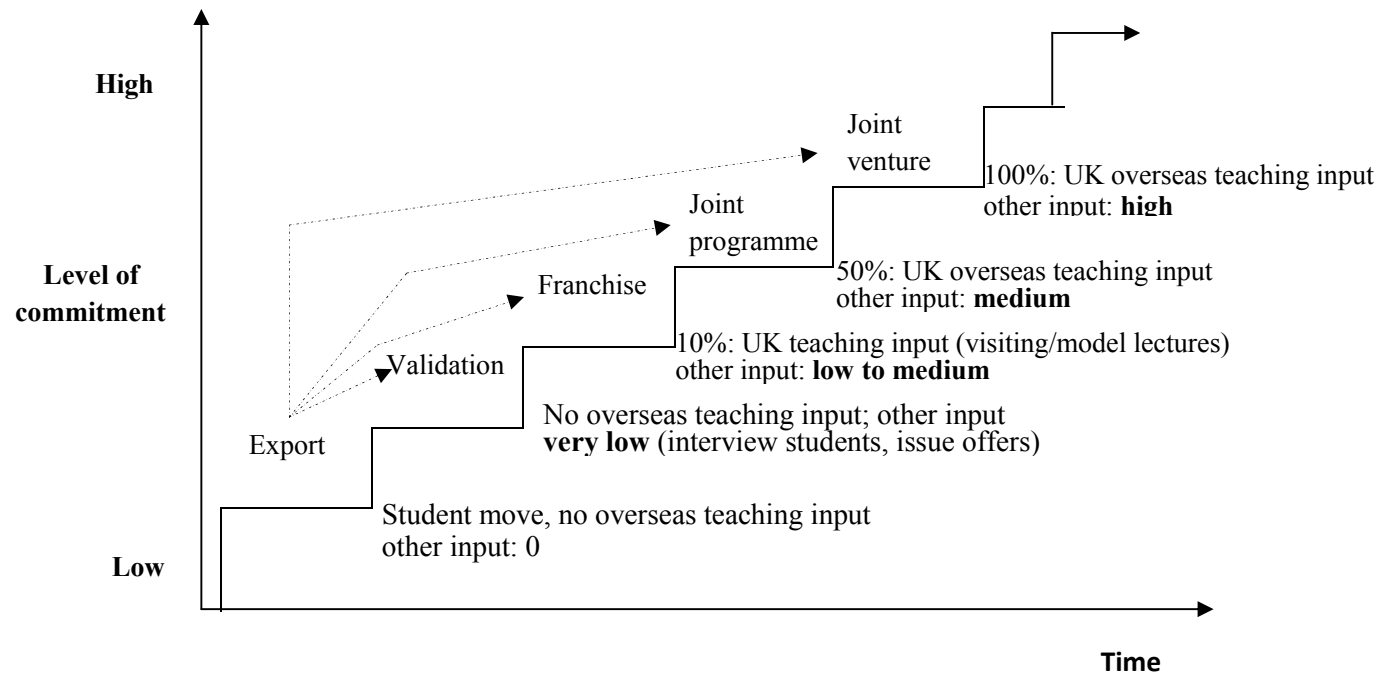 High
Joint
venture
100%: UK overseas teaching input
other input: high
Joint
programme
Level of
commitment
50%: UK overseas teaching input
other input: medium
Franchise
10%: UK teaching input (visiting/model lectures)
other input: low to medium
Validation
No overseas teaching input; other input
very low (interview students, issue offers)
Export
Student move, no overseas teaching input
other input: 0
Low
Time